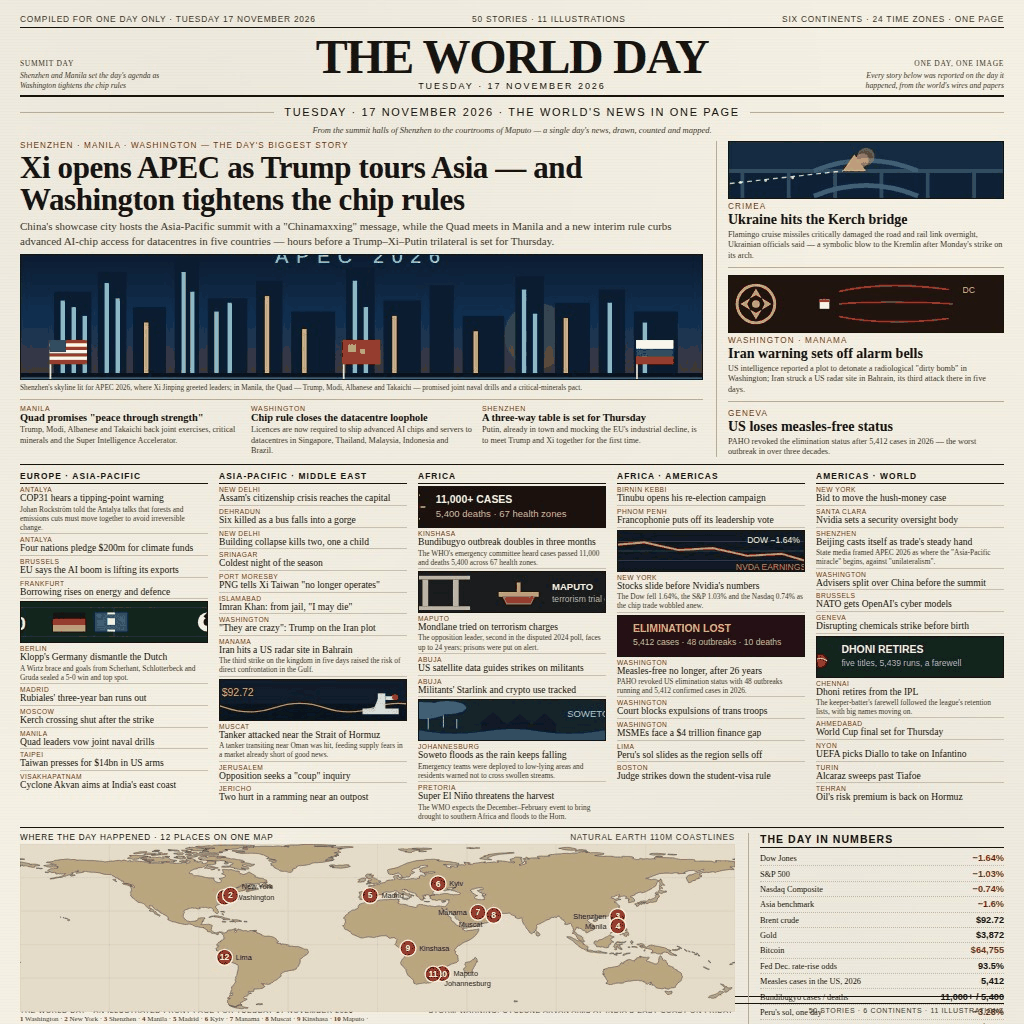 COMPILED FOR ONE DAY ONLY · TUESDAY 17 NOVEMBER 2026
50 STORIES · 11 ILLUSTRATIONS
SIX CONTINENTS · 24 TIME ZONES · ONE PAGE
SUMMIT DAY
Shenzhen and Manila set the day's agenda as
Washington tightens the chip rules
THE WORLD DAY
TUESDAY · 17 NOVEMBER 2026
ONE DAY, ONE IMAGE
Every story below was reported on the day it
happened, from the world's wires and papers
TUESDAY · 17 NOVEMBER 2026 · THE WORLD'S NEWS IN ONE PAGE
From the summit halls of Shenzhen to the courtrooms of Maputo — a single day's news, drawn, counted and mapped.
SHENZHEN · MANILA · WASHINGTON — THE DAY'S BIGGEST STORY
Xi opens APEC as Trump tours Asia — and
Washington tightens the chip rules
China's showcase city hosts the Asia-Pacific summit with a "Chinamaxxing" message, while the Quad meets in Manila and a new interim rule curbs
advanced AI-chip access for datacentres in five countries — hours before a Trump–Xi–Putin trilateral is set for Thursday.
APEC 2026
Shenzhen's skyline lit for APEC 2026, where Xi Jinping greeted leaders; in Manila, the Quad — Trump, Modi, Albanese and Takaichi — promised joint naval drills and a critical-minerals pact.
MANILA
Quad promises "peace through strength"
Trump, Modi, Albanese and Takaichi back joint exercises, critical
minerals and the Super Intelligence Accelerator.
WASHINGTON
Chip rule closes the datacentre loophole
Licences are now required to ship advanced AI chips and servers to
datacentres in Singapore, Thailand, Malaysia, Indonesia and
Brazil.
SHENZHEN
A three-way table is set for Thursday
Putin, already in town and mocking the EU's industrial decline, is
to meet Trump and Xi together for the first time.
CRIMEA
Ukraine hits the Kerch bridge
Flamingo cruise missiles critically damaged the road and rail link overnight,
Ukrainian officials said — a symbolic blow to the Kremlin after Monday's strike on
its arch.
DC
WASHINGTON · MANAMA
Iran warning sets off alarm bells
US intelligence reported a plot to detonate a radiological "dirty bomb" in
Washington; Iran struck a US radar site in Bahrain, its third attack there in five
days.
GENEVA
US loses measles-free status
PAHO revoked the elimination status after 5,412 cases in 2026 — the worst
outbreak in over three decades.
EUROPE · ASIA-PACIFIC
ANTALYA
COP31 hears a tipping-point warning
Johan Rockström told the Antalya talks that forests and
emissions cuts must move together to avoid irreversible
change.
ANTALYA
Four nations pledge $200m for climate funds
BRUSSELS
EU says the AI boom is lifting its exports
FRANKFURT
Borrowing rises on energy and defence
BERLIN
Klopp's Germany dismantle the Dutch
A Wirtz brace and goals from Scherhant, Schlotterbeck and
Gruda sealed a 5-0 win and top spot.
MADRID
Rubiales' three-year ban runs out
MOSCOW
Kerch crossing shut after the strike
MANILA
Quad leaders vow joint naval drills
TAIPEI
Taiwan presses for $14bn in US arms
VISAKHAPATNAM
Cyclone Akvan aims at India's east coast
ASIA-PACIFIC · MIDDLE EAST
NEW DELHI
Assam's citizenship crisis reaches the capital
DEHRADUN
Six killed as a bus falls into a gorge
NEW DELHI
Building collapse kills two, one a child
SRINAGAR
Coldest night of the season
PORT MORESBY
PNG tells Xi Taiwan "no longer operates"
ISLAMABAD
Imran Khan: from jail, "I may die"
WASHINGTON
"They are crazy": Trump on the Iran plot
MANAMA
Iran hits a US radar site in Bahrain
The third strike on the kingdom in five days raised the risk of
direct confrontation in the Gulf.
$92.72
MUSCAT
Tanker attacked near the Strait of Hormuz
A tanker transiting near Oman was hit, feeding supply fears in
a market already short of good news.
JERUSALEM
Opposition seeks a "coup" inquiry
JERICHO
Two hurt in a ramming near an outpost
AFRICA
11,000+ CASES
5,400 deaths · 67 health zones
KINSHASA
Bundibugyo outbreak doubles in three months
The WHO's emergency committee heard cases passed 11,000
and deaths 5,400 across 67 health zones.
MAPUTO
terrorism trial
MAPUTO
Mondlane tried on terrorism charges
The opposition leader, second in the disputed 2024 poll, faces
up to 24 years; prisons were put on alert.
ABUJA
US satellite data guides strikes on militants
ABUJA
Militants' Starlink and crypto use tracked
SOWETO
JOHANNESBURG
Soweto floods as the rain keeps falling
Emergency teams were deployed to low-lying areas and
residents warned not to cross swollen streams.
PRETORIA
Super El Niño threatens the harvest
The WMO expects the December–February event to bring
drought to southern Africa and floods to the Horn.
AFRICA · AMERICAS
BIRNIN KEBBI
Tinubu opens his re-election campaign
PHNOM PENH
Francophonie puts off its leadership vote
DOW −1.64%
NVDA EARNINGS
NEW YORK
Stocks slide before Nvidia's numbers
The Dow fell 1.64%, the S&P 1.03% and the Nasdaq 0.74% as
the chip trade wobbled anew.
ELIMINATION LOST
5,412 cases · 48 outbreaks · 10 deaths
WASHINGTON
Measles-free no longer, after 26 years
PAHO revoked US elimination status with 48 outbreaks
running and 5,412 confirmed cases in 2026.
WASHINGTON
Court blocks expulsions of trans troops
WASHINGTON
MSMEs face a $4 trillion finance gap
LIMA
Peru's sol slides as the region sells off
BOSTON
Judge strikes down the student-visa rule
AMERICAS · WORLD
NEW YORK
Bid to move the hush-money case
SANTA CLARA
Nvidia sets a security oversight body
SHENZHEN
Beijing casts itself as trade's steady hand
State media framed APEC 2026 as where the "Asia-Pacific
miracle" begins, against "unilateralism".
WASHINGTON
Advisers split over China before the summit
BRUSSELS
NATO gets OpenAI's cyber models
GENEVA
Disrupting chemicals strike before birth
DHONI RETIRES
five titles, 5,439 runs, a farewell
CHENNAI
Dhoni retires from the IPL
The keeper-batter's farewell followed the league's retention
lists, with big names moving on.
AHMEDABAD
World Cup final set for Thursday
NYON
UEFA picks Diallo to take on Infantino
TURIN
Alcaraz sweeps past Tiafoe
TEHRAN
Oil's risk premium is back on Hormuz
WHERE THE DAY HAPPENED · 12 PLACES ON ONE MAP
NATURAL EARTH 110M COASTLINES
2 New York
Washington
5 Madrid
6 Kyiv
Manama 7
8
Muscat
Shenzhen 3
Manila 4
9 Kinshasa
12 Lima
11 Maputo
Johannesburg
THE DAY IN NUMBERS
Dow Jones −1.64%
S&P 500 −1.03%
Nasdaq Composite −0.74%
Asia benchmark −1.6%
Brent crude $92.72
Gold $3,872
Bitcoin $64,755
Fed Dec. rate-rise odds 93.5%
Measles cases in the US, 2026 5,412
Bundibugyo cases / deaths 11,000+ / 5,400
Peru's sol, one day
STORIES · 6 CONTINENTS · 11
1 Washington · 2 New York · 3 Shenzhen · 4 Manila · 5 Madrid · 6 Kyiv · 7 Manama · 8 Muscat · 9 Kinshasa · 10 Maputo ·